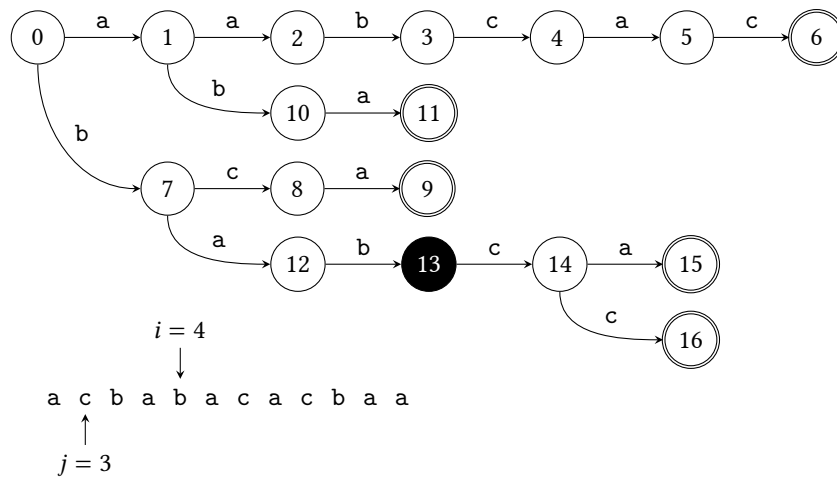 0 a 1 a 2 b 3 c 4 a 5 c 6
b 10 a 11
b
7 c 8 a 9
a 12 b 13 c 14 a 15
c 16
i = 4
a c b a b a c a c b a a
j = 3